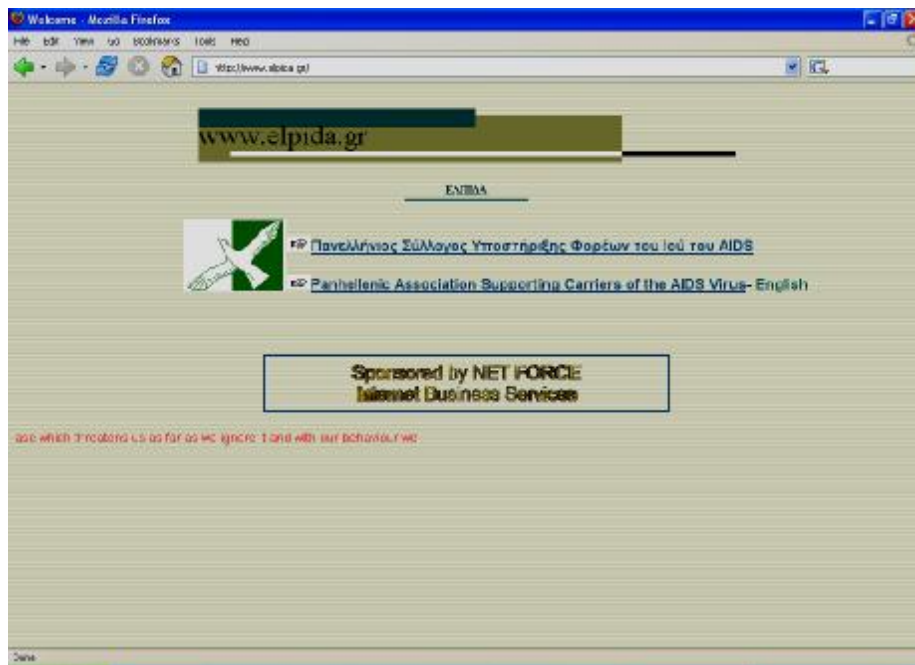 Welcome - Mozilla Firefox
File Edit View Go Bookmarks Tools Help
www.elpida.gr
ΕΛΠΙΔΑ
Πανελλήνιος Σύλλογος Υποστήριξης Φορέων του Ιού του AIDS
Panhellenic Association Supporting Carriers of the AIDS Virus- English
Sponsored by NET FORCE
Internet Business Services
ase which threatens us as far as we ignore it and with our behaviour we
Done